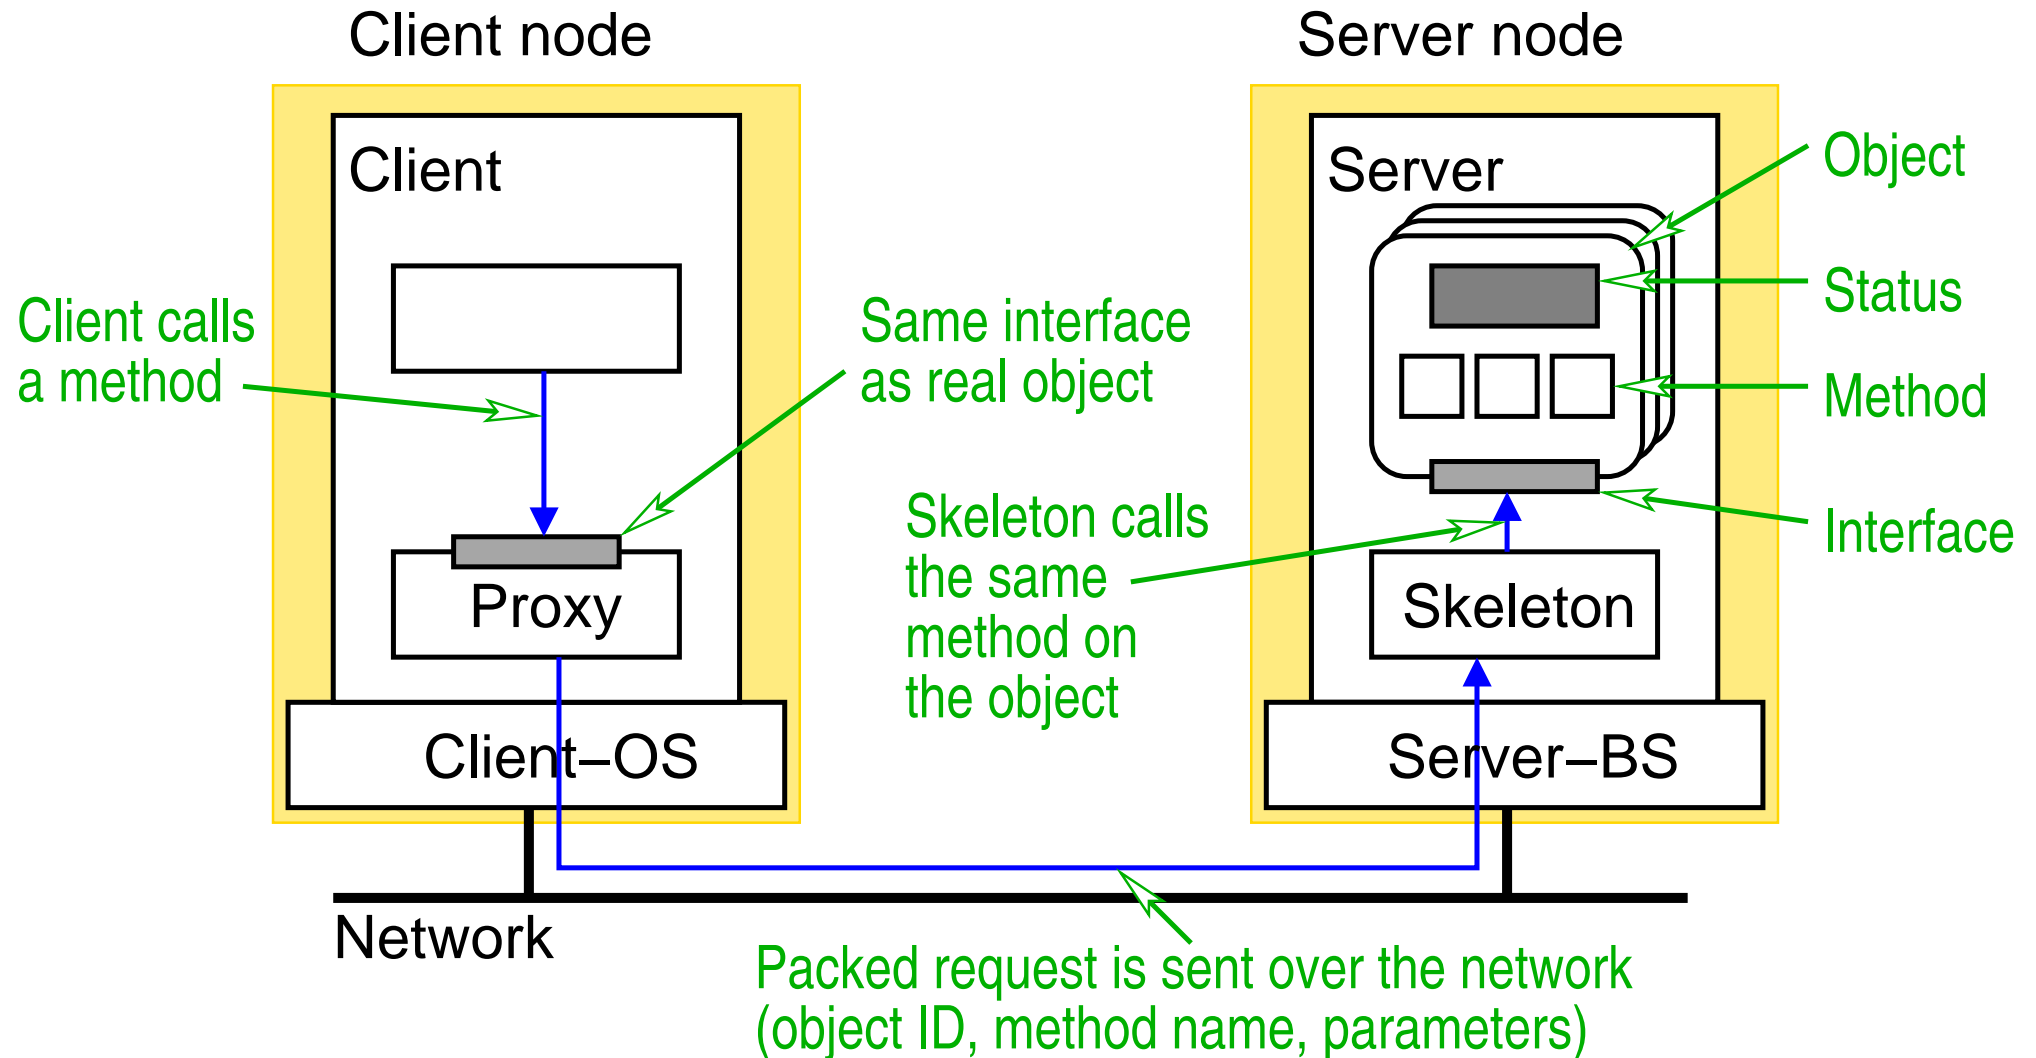 Client node
Server node
Client
Server
Object
Status
Method
Interface
Client calls
a method
Same interface
as real object
Skeleton calls
the same
method on
the object
Proxy
Skeleton
Client–OS
Server–BS
Network
Packed request is sent over the network
(object ID, method name, parameters)